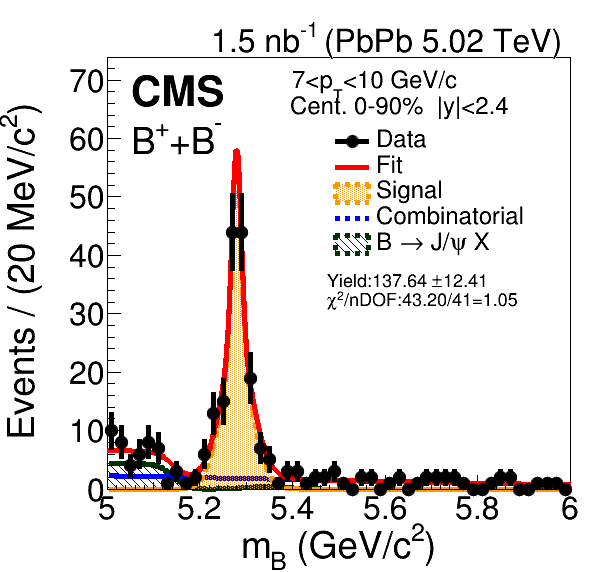 1.5 nb⁻¹ (PbPb 5.02 TeV)
CMS
B⁺+B⁻
7<p_T<10 GeV/c
Cent. 0-90% |y|<2.4
Data
Fit
Signal
Combinatorial
B → J/ψ X
Yield:137.64 ±12.41
χ²/nDOF:43.20/41=1.05
Events / (20 MeV/c²)
70
60
50
40
30
20
10
0
5 5.2 5.4 5.6 5.8 6
m_B (GeV/c²)